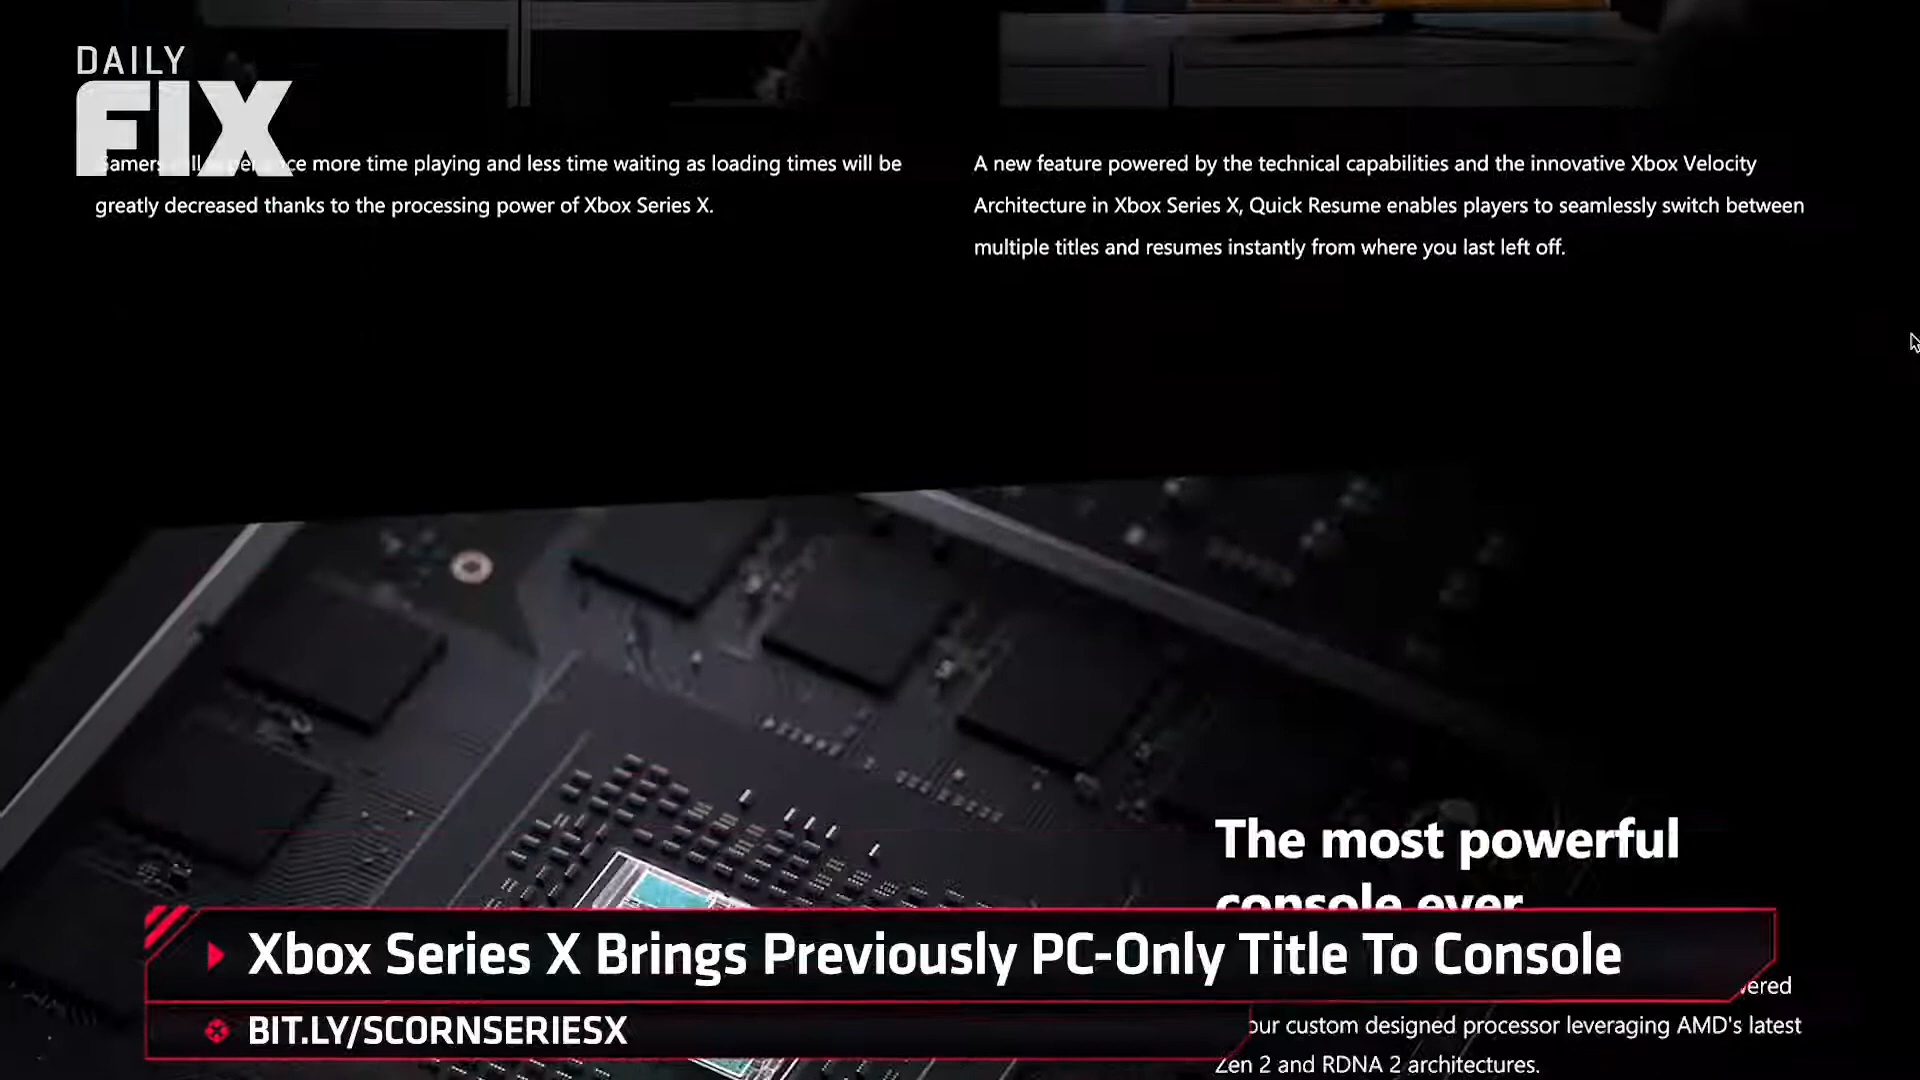 DAILY
FIX
more time playing and less time waiting as loading times will be
greatly decreased thanks to the processing power of Xbox Series X.
A new feature powered by the technical capabilities and the innovative Xbox Velocity
Architecture in Xbox Series X, Quick Resume enables players to seamlessly switch between
multiple titles and resumes instantly from where you last left off.
The most powerful
console ever
Xbox Series X Brings Previously PC-Only Title To Console
BIT.LY/SCORNSERIESX
our custom designed processor leveraging AMD's latest
Zen 2 and RDNA 2 architectures.